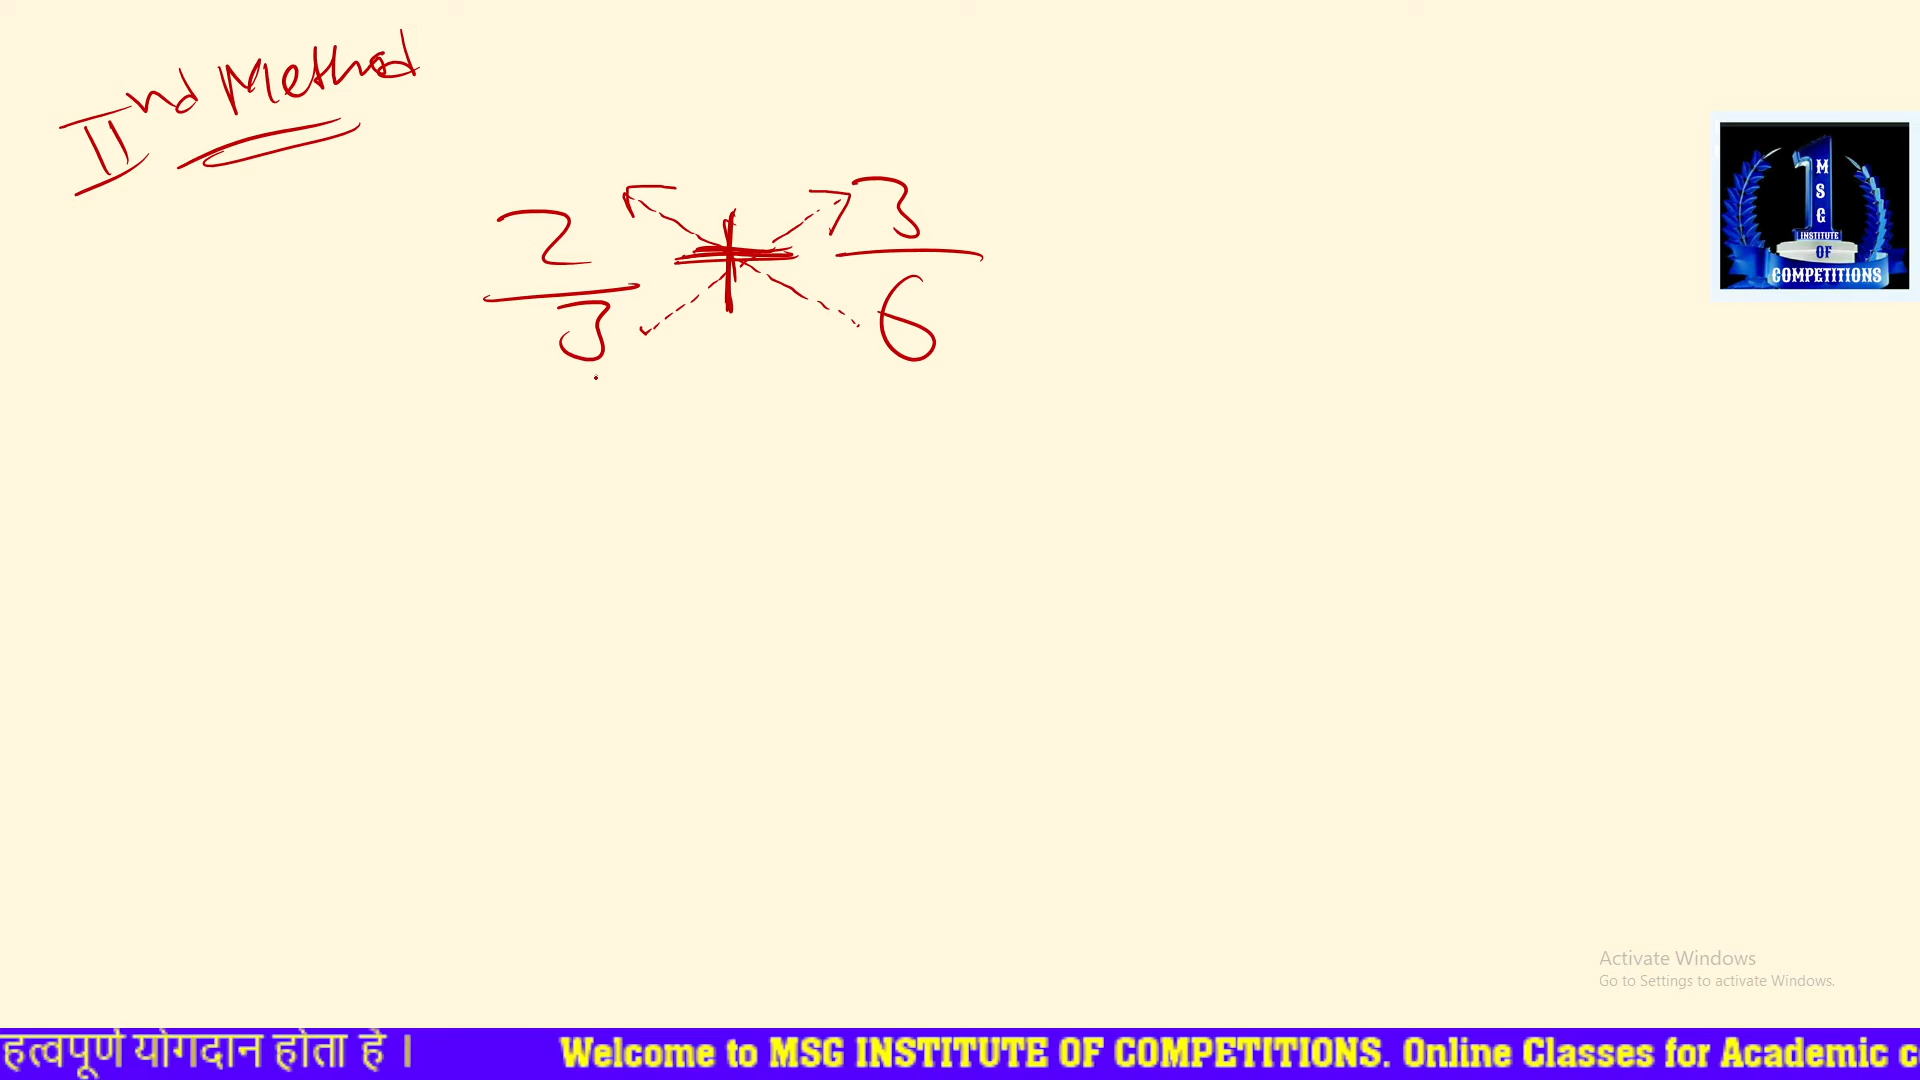 IInd Method
2/3 + 3/6
1
M
S
G
INSTITUTE
OF
COMPETITIONS
Activate Windows
Go to Settings to activate Windows.
हत्वपूर्ण योगदान होता है । Welcome to MSG INSTITUTE OF COMPETITIONS. Online Classes for Academic c